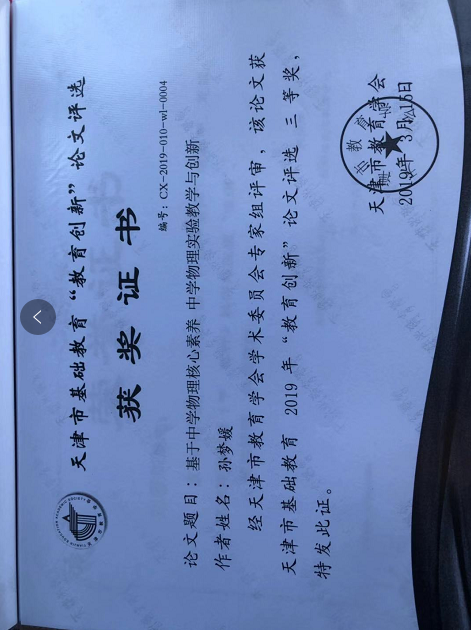 天津市基础教育“教育创新”论文评选
获奖证书
编号：CX-2019-010-wl-0004
论文题目：基于中学物理核心素养 中学物理实验教学与创新
作者姓名：孙梦媛
经天津市教育学会学术委员会专家组评审，该论文获
天津市基础教育 2019 年“教育创新”论文评选 三 等奖，
特发此证。
天津市教育学会
2019年 3月15日